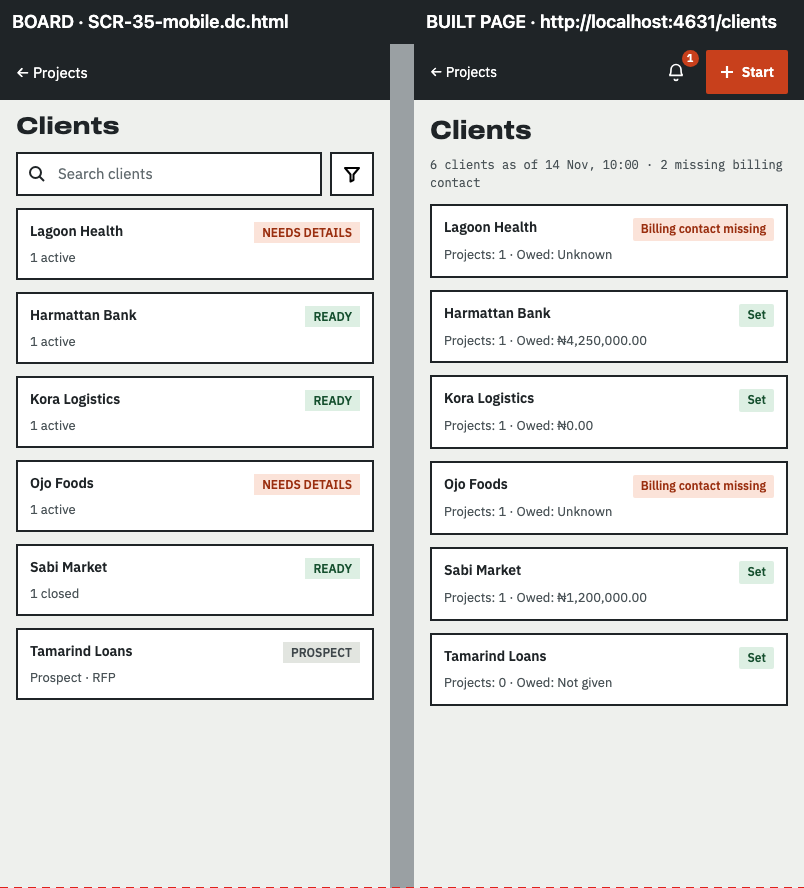 BOARD · SCR-35-mobile.dc.html
← Projects
Clients
Search clients
Lagoon Health
NEEDS DETAILS
1 active
Harmattan Bank
READY
1 active
Kora Logistics
READY
1 active
Ojo Foods
NEEDS DETAILS
1 active
Sabi Market
READY
1 closed
Tamarind Loans
PROSPECT
Prospect · RFP
BUILT PAGE · http://localhost:4631/clients
← Projects
1
+ Start
Clients
6 clients as of 14 Nov, 10:00 · 2 missing billing
contact
Lagoon Health
Billing contact missing
Projects: 1 · Owed: Unknown
Harmattan Bank
Set
Projects: 1 · Owed: ₦4,250,000.00
Kora Logistics
Set
Projects: 1 · Owed: ₦0.00
Ojo Foods
Billing contact missing
Projects: 1 · Owed: Unknown
Sabi Market
Set
Projects: 1 · Owed: ₦1,200,000.00
Tamarind Loans
Set
Projects: 0 · Owed: Not given